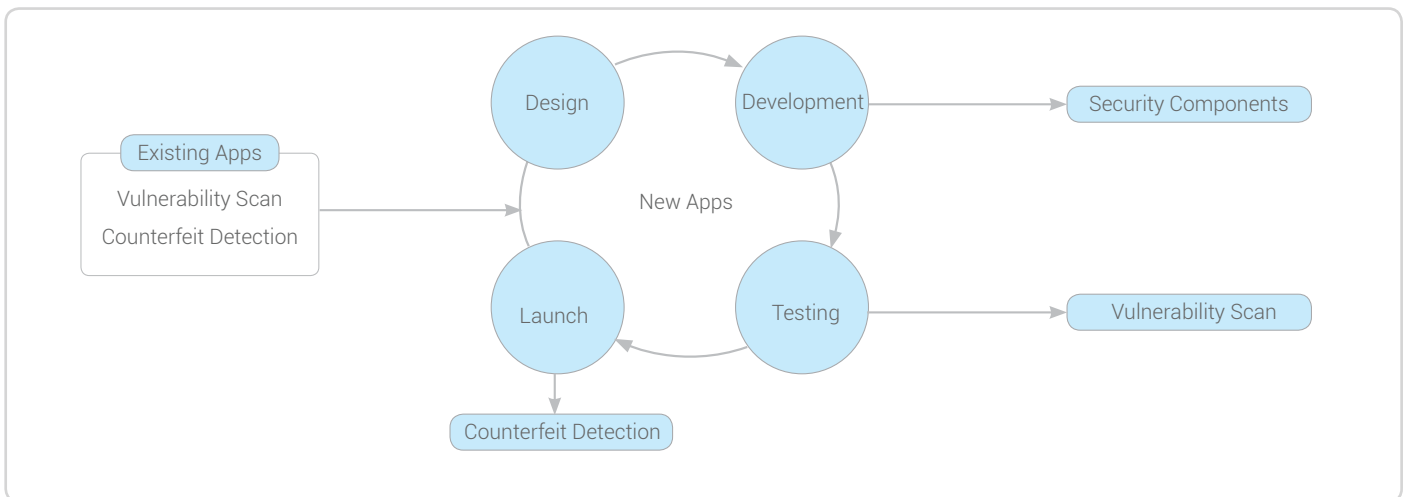 Design
Development
Security Components
Existing Apps
Vulnerability Scan
Counterfeit Detection
New Apps
Launch
Testing
Vulnerability Scan
Counterfeit Detection